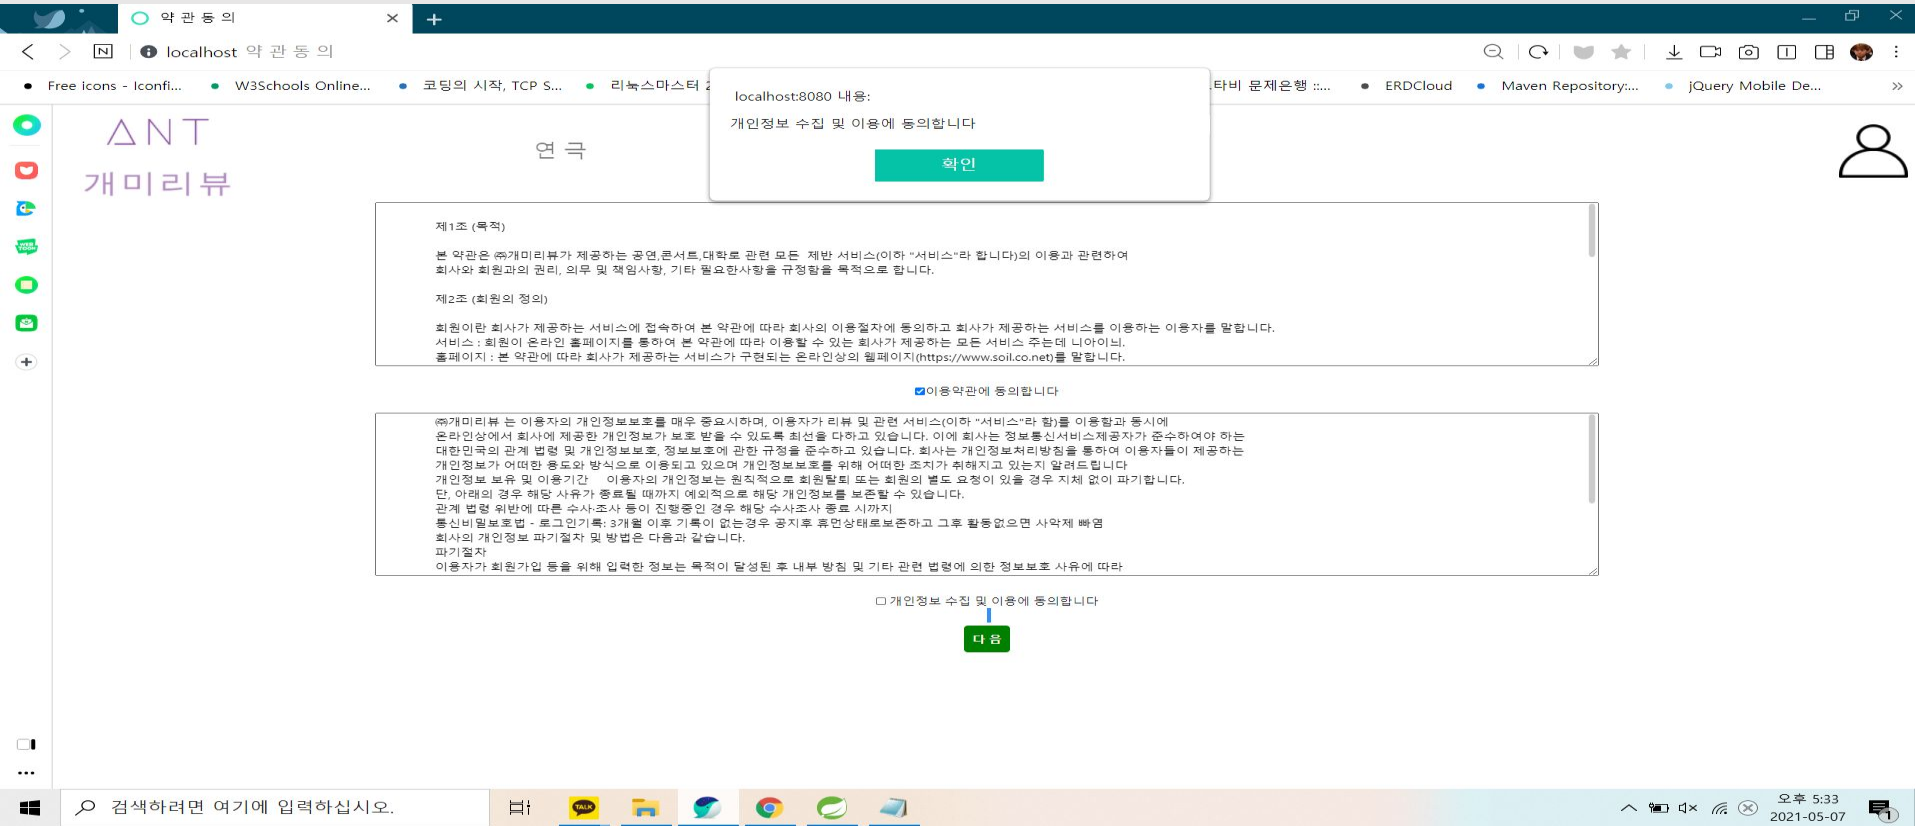 약 관 동 의
localhost 약 관 동 의
Free icons - Iconfi...
W3Schools Online...
코딩의 시작, TCP S...
리눅스마스터 2
타비 문제은행 ::...
ERDCloud
Maven Repository:...
jQuery Mobile De...
localhost:8080 내용:
개인정보 수집 및 이용에 동의합니다
확인
ANT
개미리뷰
연 극
제1조 (목적)
본 약관은 ㈜개미리뷰가 제공하는 공연,콘서트,대학로 관련 모든 제반 서비스(이하 "서비스"라 합니다)의 이용과 관련하여
회사와 회원과의 권리, 의무 및 책임사항, 기타 필요한사항을 규정함을 목적으로 합니다.
제2조 (회원의 정의)
회원이란 회사가 제공하는 서비스에 접속하여 본 약관에 따라 회사의 이용절차에 동의하고 회사가 제공하는 서비스를 이용하는 이용자를 말합니다.
서비스 : 회원이 온라인 홈페이지를 통하여 본 약관에 따라 이용할 수 있는 회사가 제공하는 모든 서비스 주는데 니아이늬.
홈페이지 : 본 약관에 따라 회사가 제공하는 서비스가 구현되는 온라인상의 웹페이지(https://www.soil.co.net)를 말합니다.
이용약관에 동의합니다
㈜개미리뷰 는 이용자의 개인정보보호를 매우 중요시하며, 이용자가 리뷰 및 관련 서비스(이하 "서비스"라 함)를 이용함과 동시에
온라인상에서 회사에 제공한 개인정보가 보호 받을 수 있도록 최선을 다하고 있습니다. 이에 회사는 정보통신서비스제공자가 준수하여야 하는
대한민국의 관계 법령 및 개인정보보호, 정보보호에 관한 규정을 준수하고 있습니다. 회사는 개인정보처리방침을 통하여 이용자들이 제공하는
개인정보가 어떠한 용도와 방식으로 이용되고 있으며 개인정보보호를 위해 어떠한 조치가 취해지고 있는지 알려드립니다
개인정보 보유 및 이용기간 이용자의 개인정보는 원칙적으로 회원탈퇴 또는 회원의 별도 요청이 있을 경우 지체 없이 파기합니다.
단, 아래의 경우 해당 사유가 종료될 때까지 예외적으로 해당 개인정보를 보존할 수 있습니다.
관계 법령 위반에 따른 수사·조사 등이 진행중인 경우 해당 수사조사 종료 시까지
통신비밀보호법 - 로그인기록: 3개월 이후 기록이 없는경우 공지후 휴먼상태로보존하고 그후 활동없으면 사악제 빠염
회사의 개인정보 파기절차 및 방법은 다음과 같습니다.
파기절차
이용자가 회원가입 등을 위해 입력한 정보는 목적이 달성된 후 내부 방침 및 기타 관련 법령에 의한 정보보호 사유에 따라
개인정보 수집 및 이용에 동의합니다
다 음
검색하려면 여기에 입력하십시오.
TALK
오후 5:33
2021-05-07
1